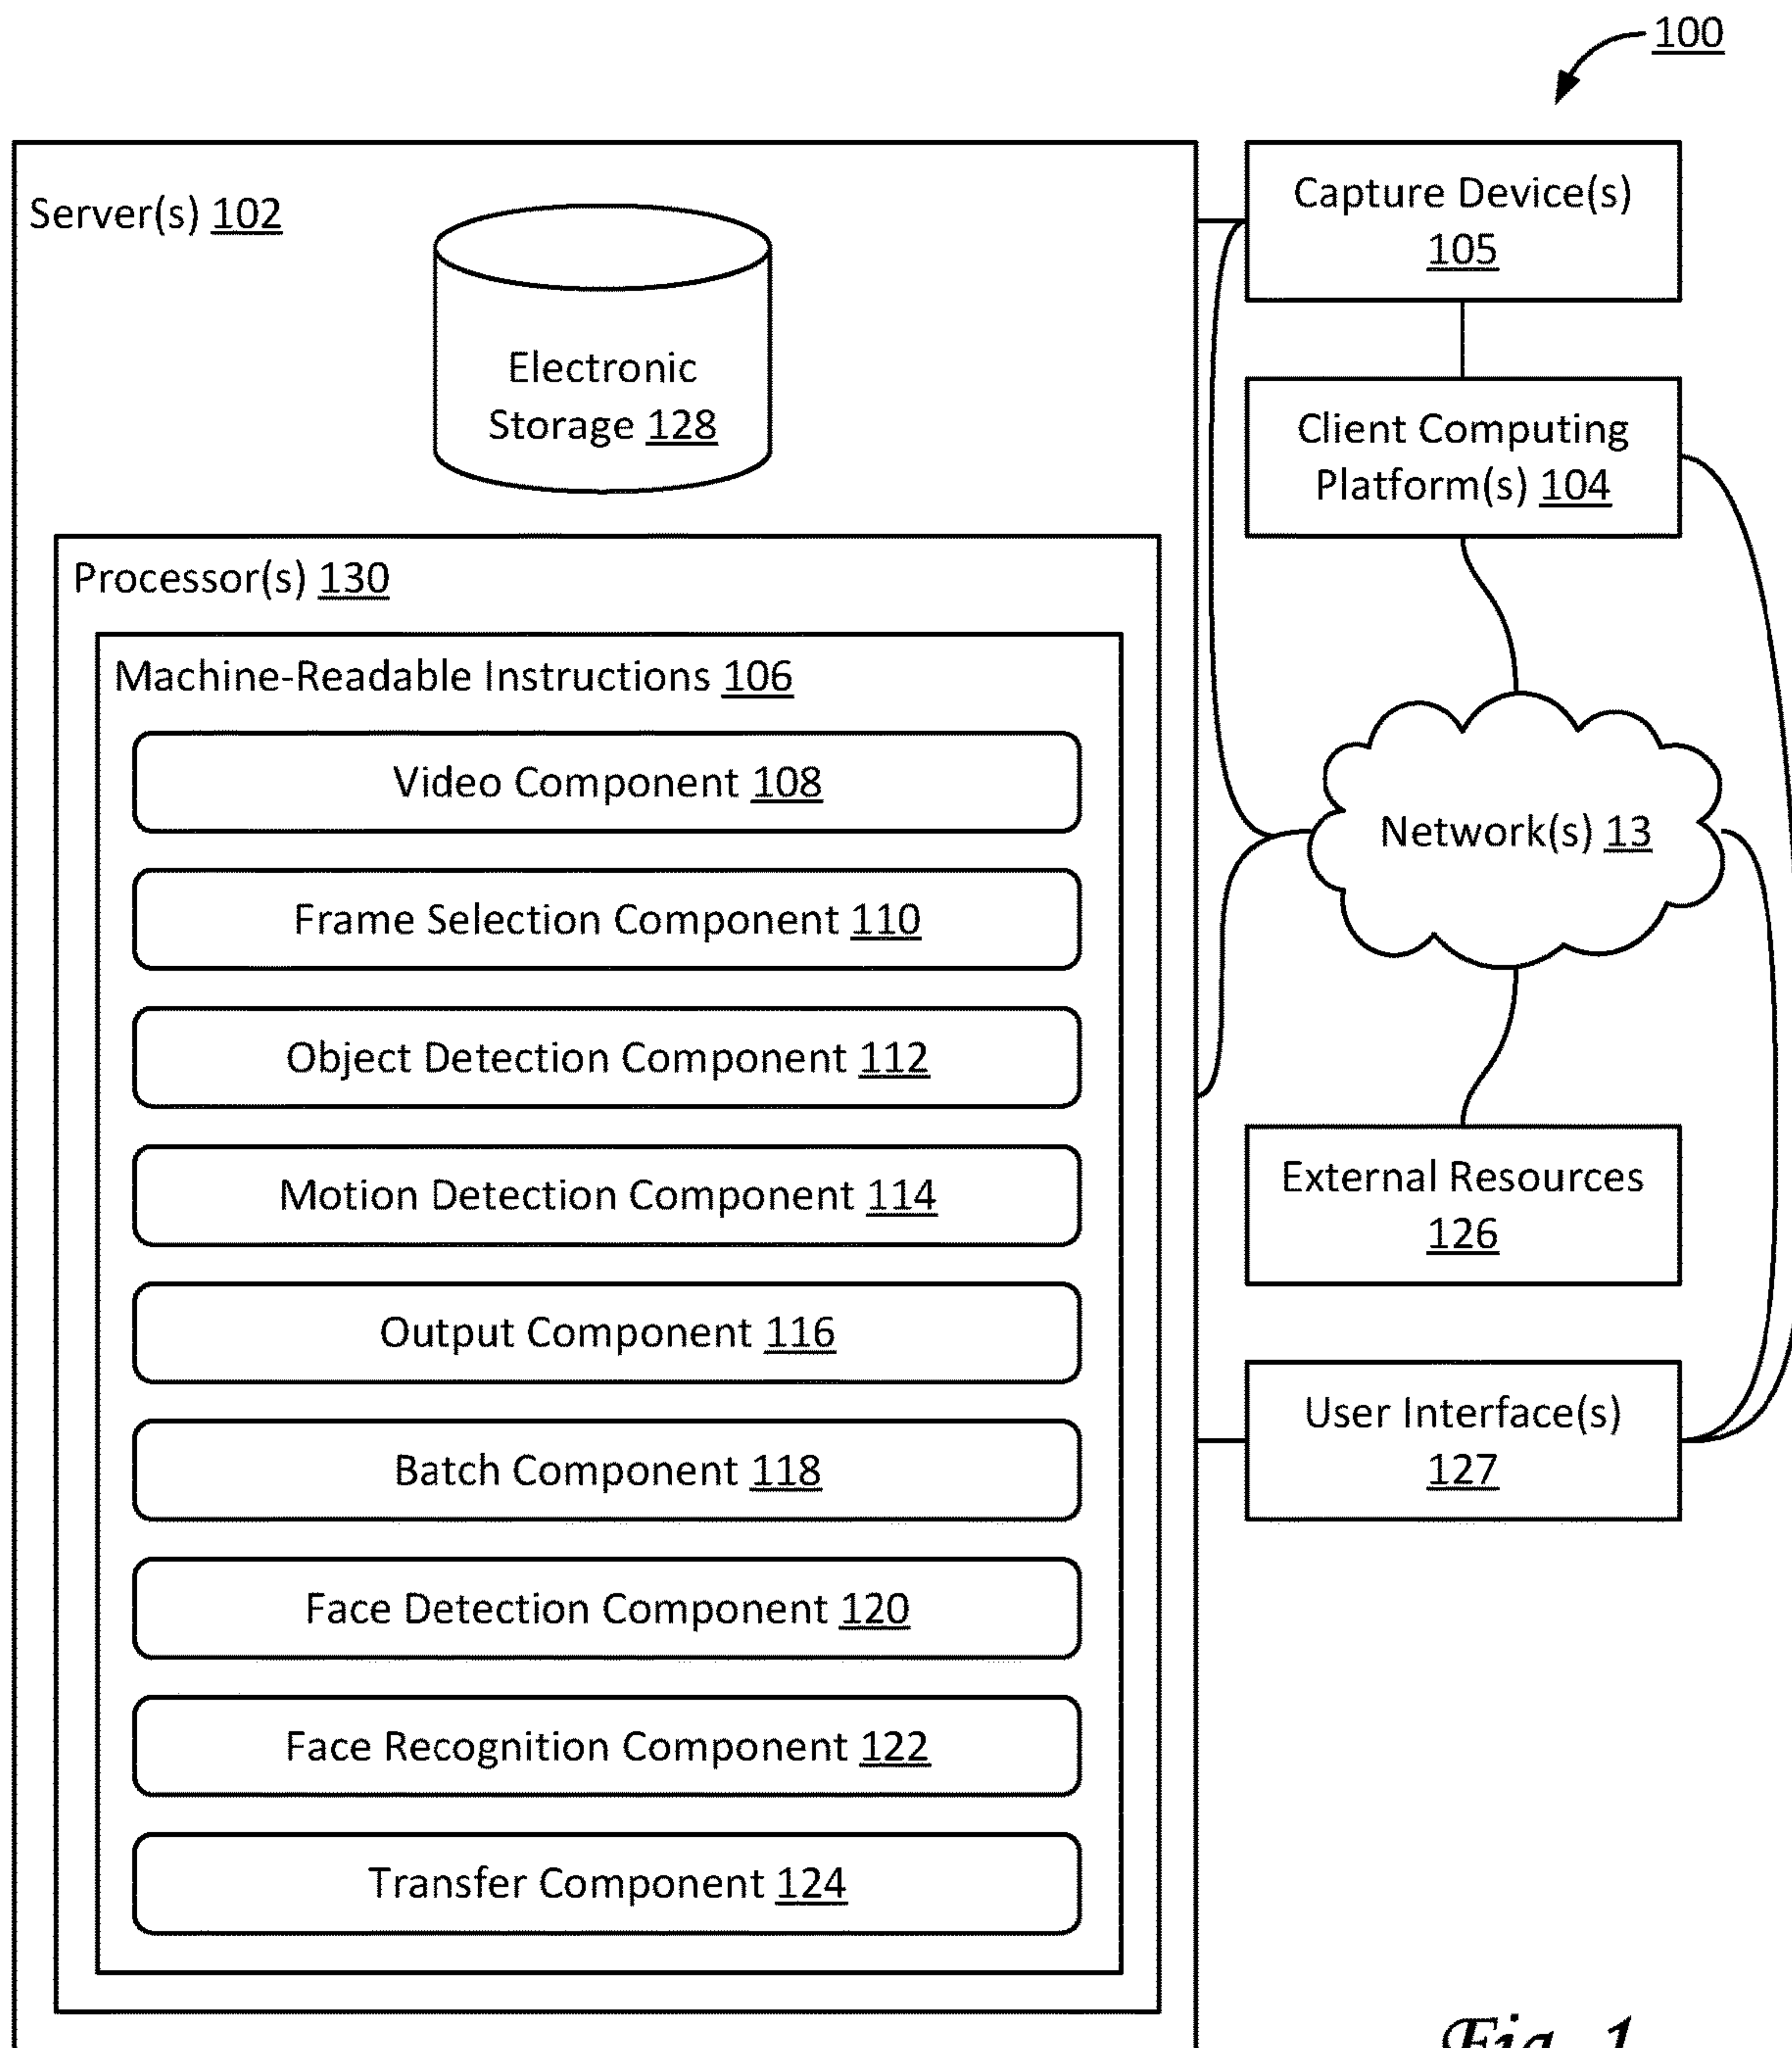 100
Server(s) 102
Electronic
Storage 128
Processor(s) 130
Machine-Readable Instructions 106
Video Component 108
Frame Selection Component 110
Object Detection Component 112
Motion Detection Component 114
Output Component 116
Batch Component 118
Face Detection Component 120
Face Recognition Component 122
Transfer Component 124
Capture Device(s)
105
Client Computing
Platform(s) 104
Network(s) 13
External Resources
126
User Interface(s)
127
Fig. 1